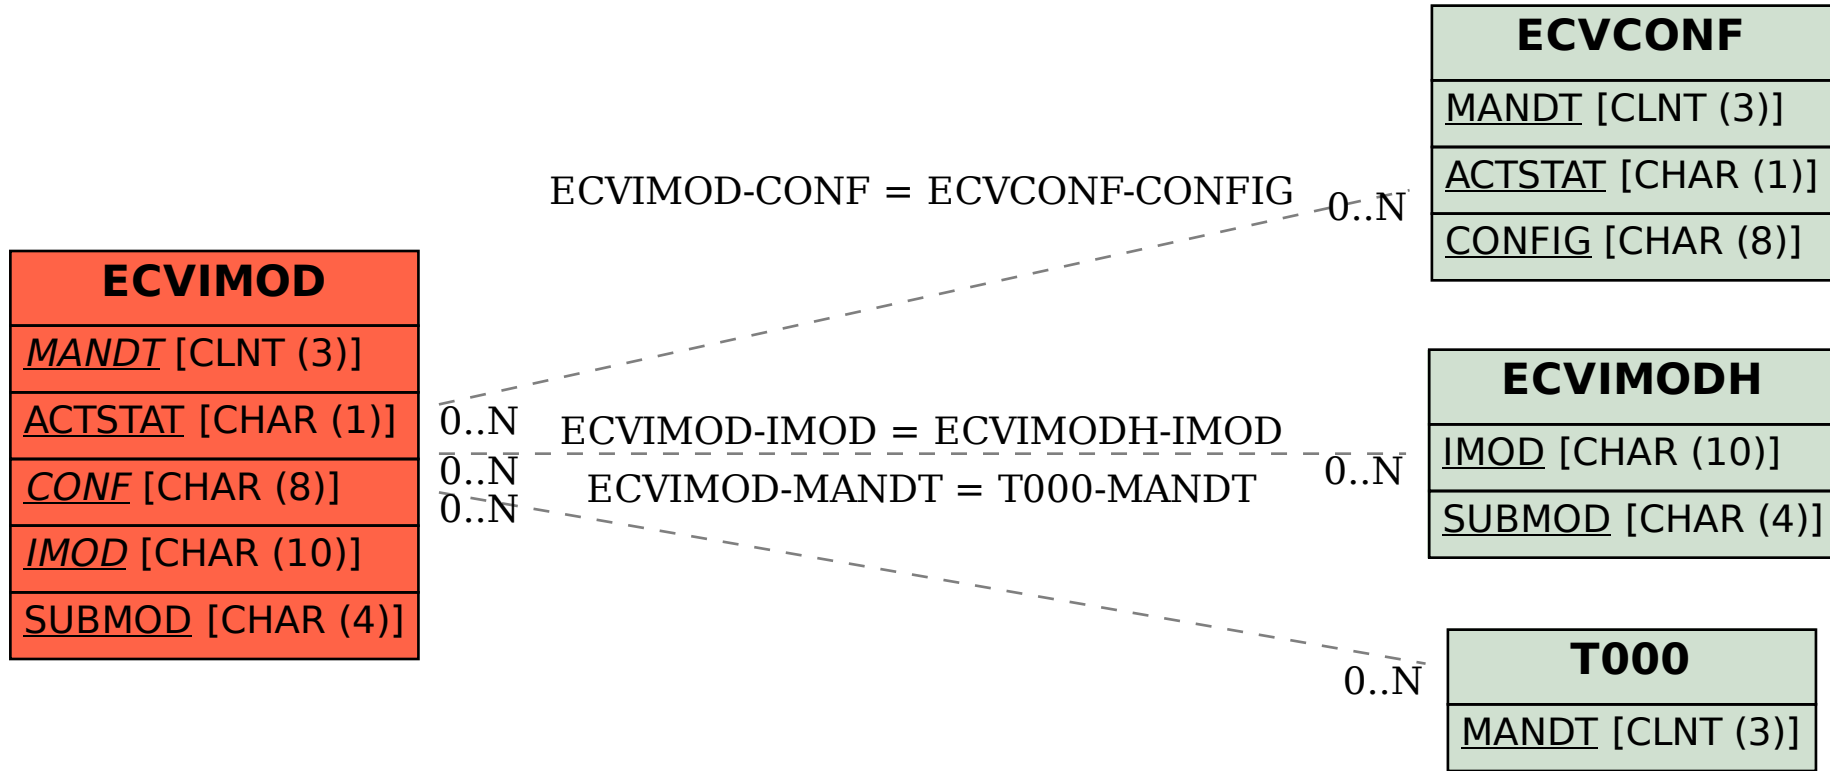 ECVIMOD
MANDT [CLNT (3)]
ACTSTAT [CHAR (1)]
CONF [CHAR (8)]
IMOD [CHAR (10)]
SUBMOD [CHAR (4)]
ECVIMOD-CONF = ECVCONF-CONFIG
0..N
0..N
ECVIMOD-IMOD = ECVIMODH-IMOD
0..N
0..N
ECVIMOD-MANDT = T000-MANDT
0..N
0..N
ECVCONF
MANDT [CLNT (3)]
ACTSTAT [CHAR (1)]
CONFIG [CHAR (8)]
ECVIMODH
IMOD [CHAR (10)]
SUBMOD [CHAR (4)]
T000
MANDT [CLNT (3)]